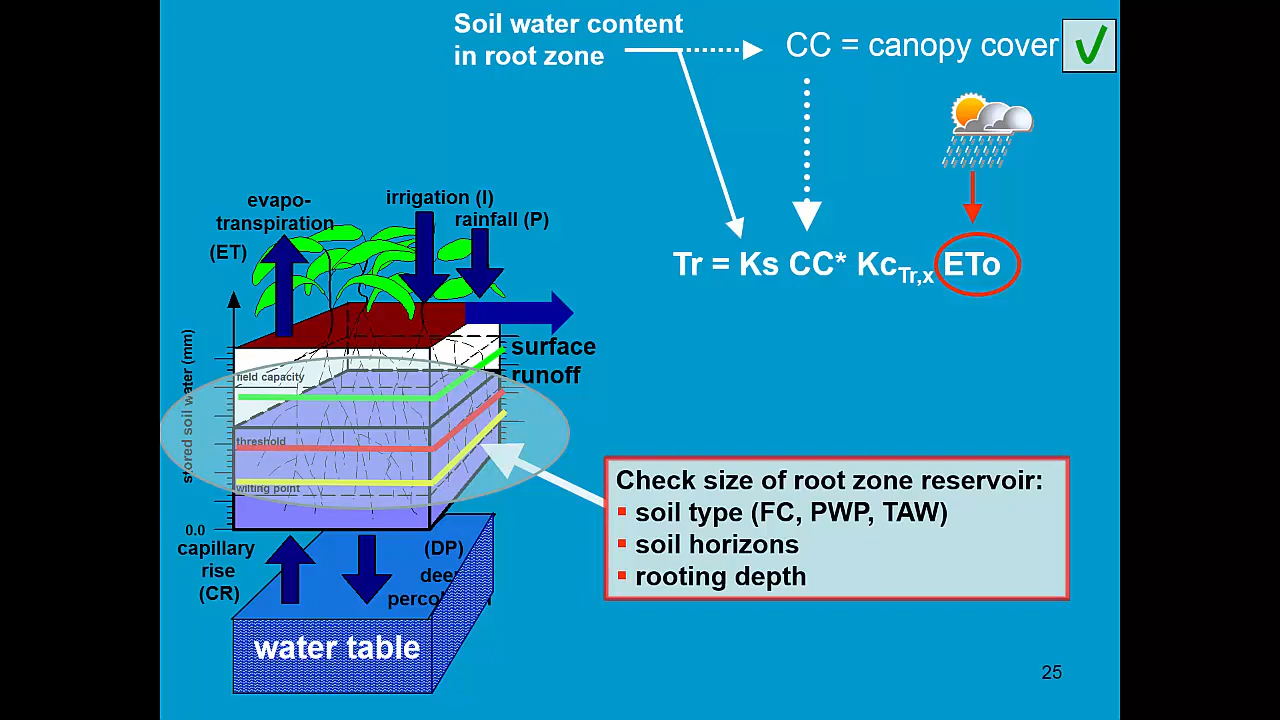 Soil water content
in root zone
CC = canopy cover
√
evapo-
transpiration
(ET)
irrigation (I)
rainfall (P)
Tr = Ks CC* KcTr,x ETo
surface
runoff
stored soil water (mm)
field capacity
threshold
wilting point
0.0
Check size of root zone reservoir:
▪ soil type (FC, PWP, TAW)
▪ soil horizons
▪ rooting depth
capillary
rise
(CR)
(DP)
water table
25